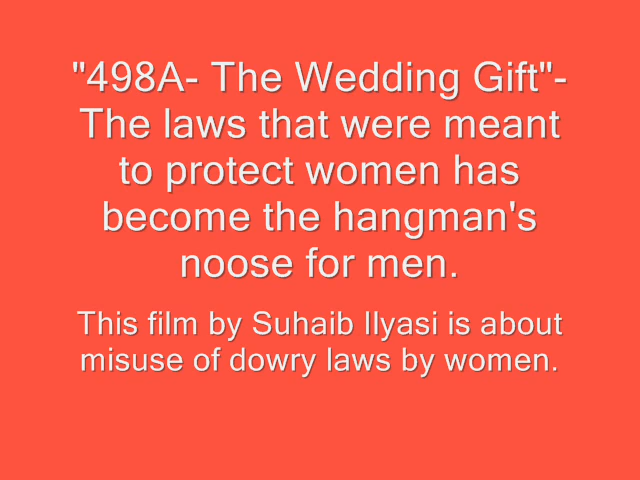 "498A- The Wedding Gift"-
The laws that were meant
to protect women has
become the hangman's
noose for men.
This film by Suhaib Ilyasi is about
misuse of dowry laws by women.